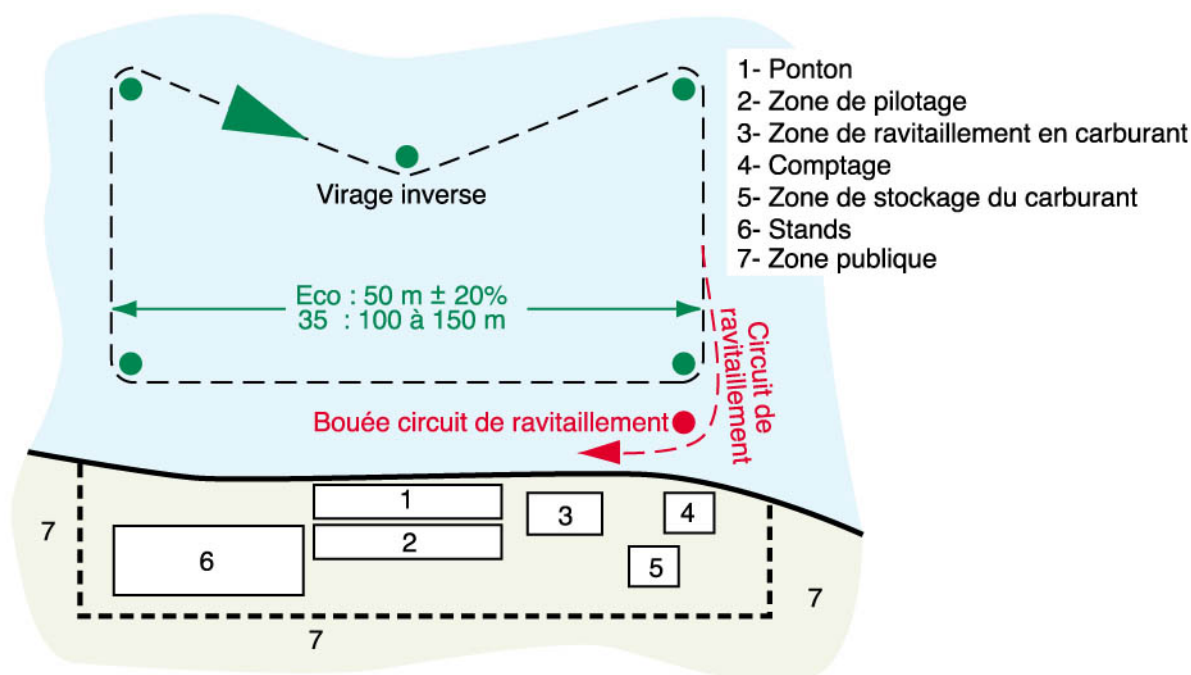 1- Ponton
2- Zone de pilotage
3- Zone de ravitaillement en carburant
4- Comptage
5- Zone de stockage du carburant
6- Stands
7- Zone publique
Virage inverse
Eco : 50 m ± 20%
35 : 100 à 150 m
Circuit de
ravitaillement
Bouée circuit de ravitaillement
1
2
3
4
5
6
7
7
7